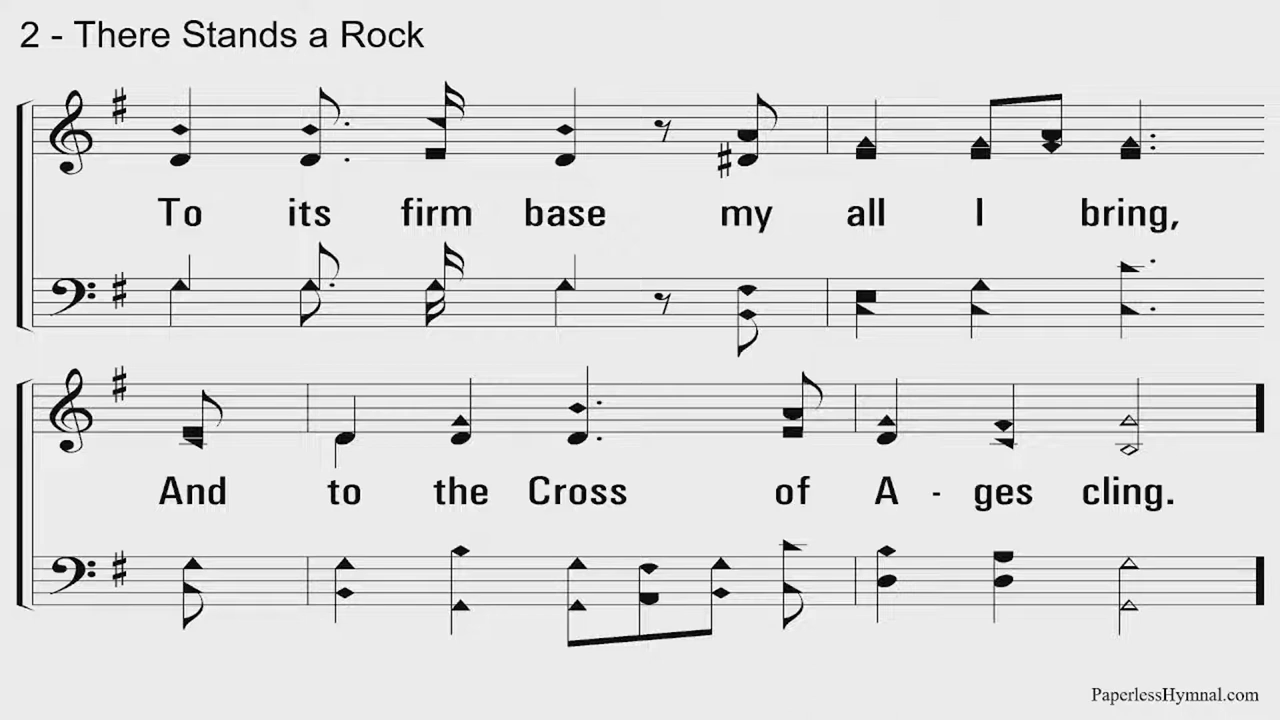 2 - There Stands a Rock
To its firm base my all I bring,
And to the Cross of A - ges cling.
PaperlessHymnal.com